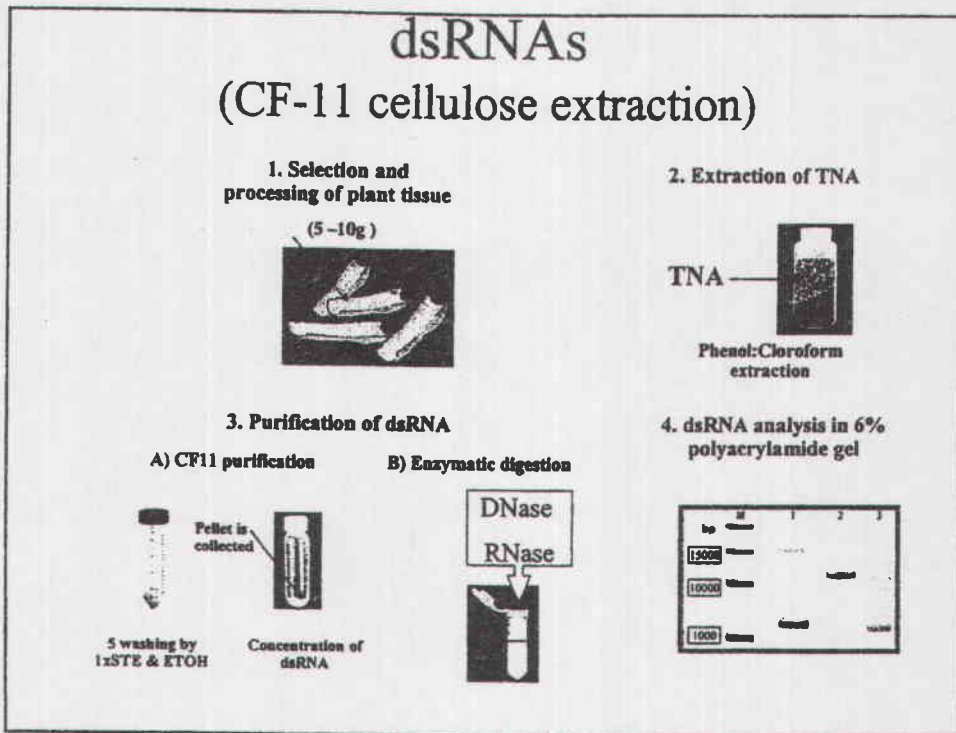 dsRNAs
(CF-11 cellulose extraction)
1. Selection and
processing of plant tissue
(5 –10g )
2. Extraction of TNA
TNA
Phenol:Cloroform
extraction
3. Purification of dsRNA
A) CF11 purification
Pellet is
collected
5 washing by
1xSTE & ETOH
Concentration of
dsRNA
B) Enzymatic digestion
DNase
RNase
4. dsRNA analysis in 6%
polyacrylamide gel
M 1 2 3
bp
15000
10000
1000